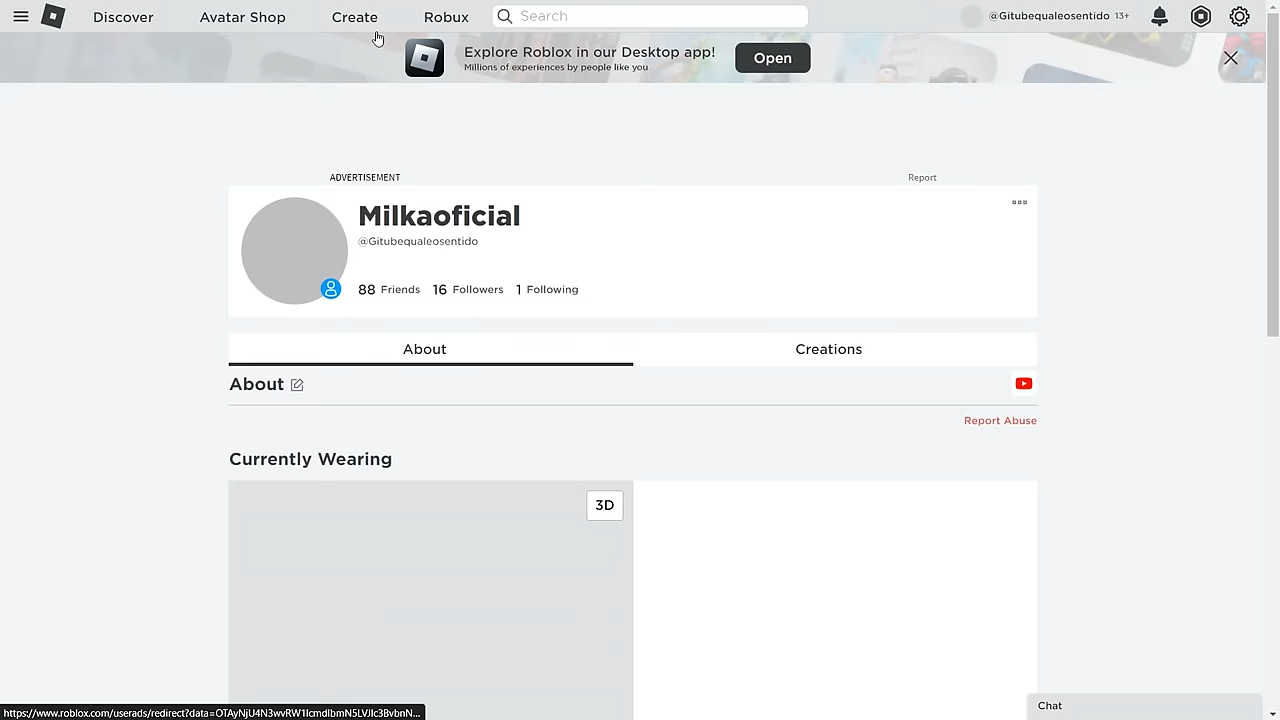 Discover
Avatar Shop
Create
Robux
Search
@Gitubequaleosentido 13+
Explore Roblox in our Desktop app!
Millions of experiences by people like you
Open
ADVERTISEMENT
Report
Milkaoficial
@Gitubequaleosentido
88 Friends 16 Followers 1 Following
About
Creations
About
Report Abuse
Currently Wearing
3D
Chat